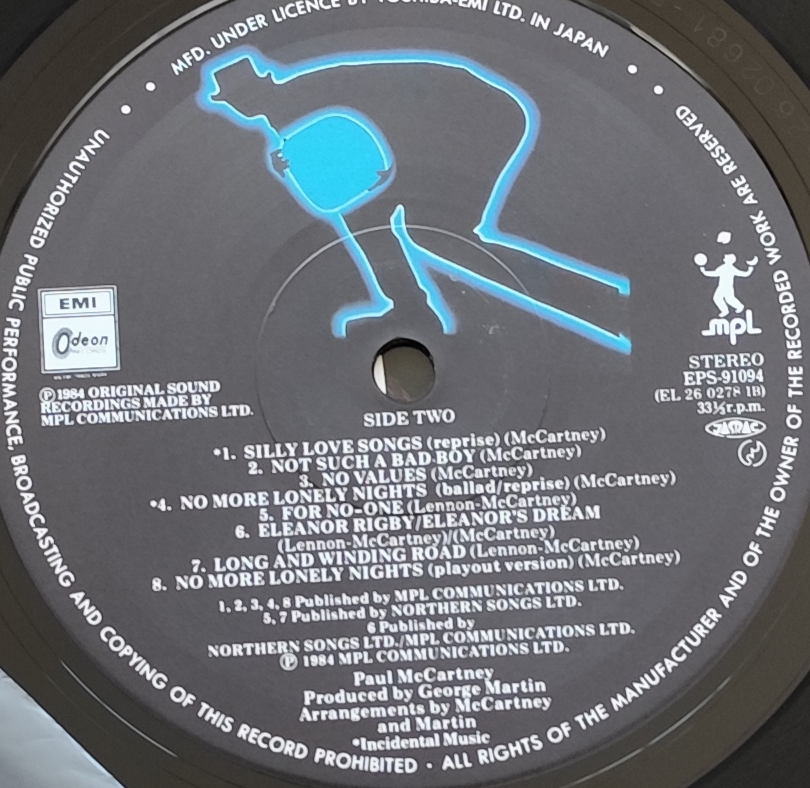 MFD. UNDER LICENCE BY TOSHIBA-EMI LTD. IN JAPAN
UNAUTHORIZED PUBLIC PERFORMANCE, BROADCASTING AND COPYING OF THIS RECORD PROHIBITED · ALL RIGHTS OF THE MANUFACTURER AND OF THE OWNER OF THE RECORDED WORK ARE RESERVED
EMI
Odeon
Ⓟ 1984 ORIGINAL SOUND
RECORDINGS MADE BY
MPL COMMUNICATIONS LTD.
mpL
STEREO
EPS-91094
(EL 26 0278 1B)
33⅓r.p.m.
JASRAC
SIDE TWO
*1. SILLY LOVE SONGS (reprise) (McCartney)
2. NOT SUCH A BAD BOY (McCartney)
3. NO VALUES (McCartney)
*4. NO MORE LONELY NIGHTS (ballad/reprise) (McCartney)
5. FOR NO-ONE (Lennon-McCartney)
6. ELEANOR RIGBY/ELEANOR'S DREAM
(Lennon-McCartney)/(McCartney)
7. LONG AND WINDING ROAD (Lennon-McCartney)
8. NO MORE LONELY NIGHTS (playout version) (McCartney)
1, 2, 3, 4, 8 Published by MPL COMMUNICATIONS LTD.
5, 7 Published by NORTHERN SONGS LTD.
6 Published by
NORTHERN SONGS LTD./MPL COMMUNICATIONS LTD.
Ⓟ 1984 MPL COMMUNICATIONS LTD.
Paul McCartney
Produced by George Martin
Arrangements by McCartney
and Martin
*Incidental Music